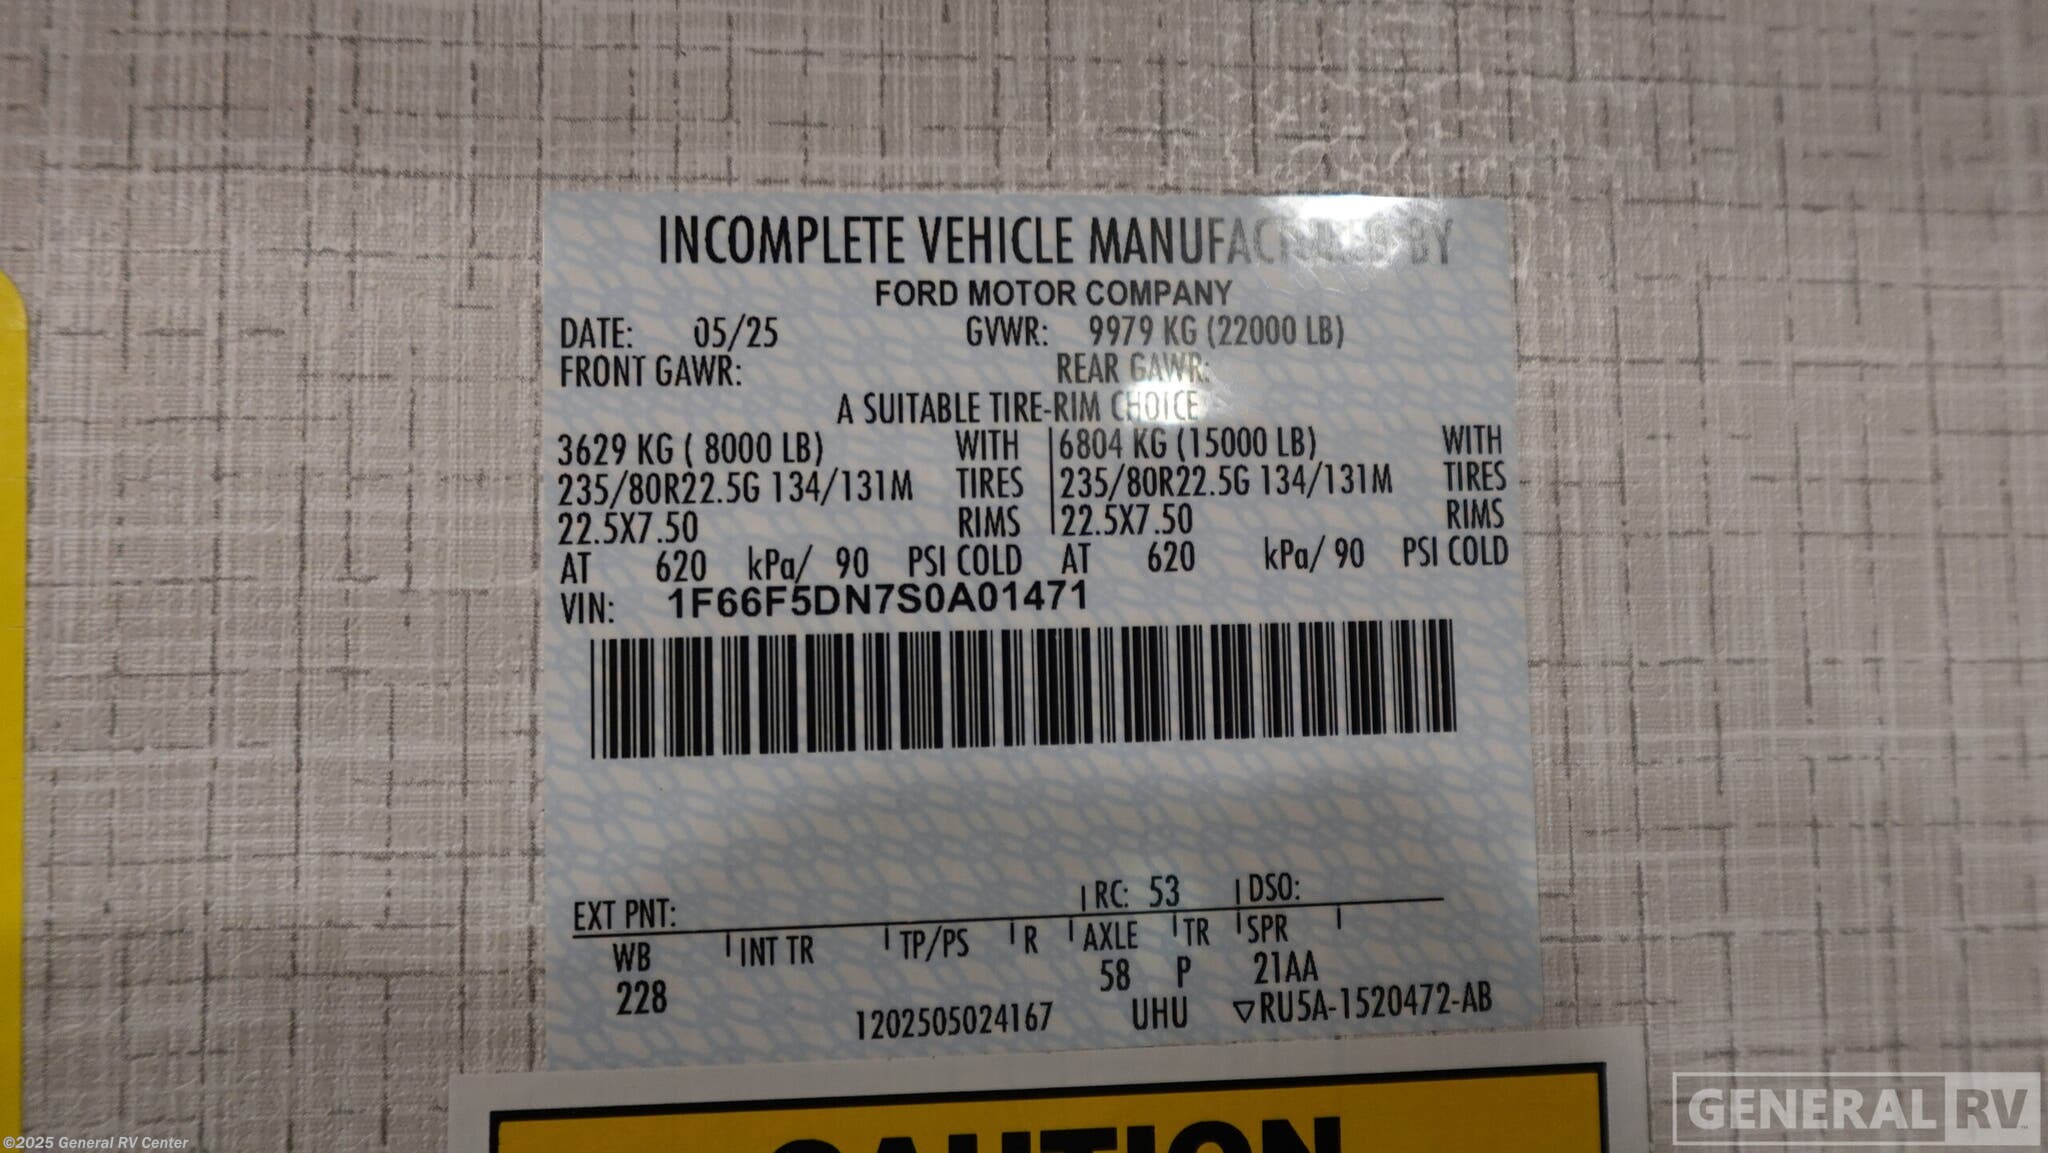 INCOMPLETE VEHICLE MANUFACTURED BY
FORD MOTOR COMPANY
DATE: 05/25 GVWR: 9979 KG (22000 LB)
FRONT GAWR: REAR GAWR:
A SUITABLE TIRE-RIM CHOICE
3629 KG ( 8000 LB) WITH 6804 KG (15000 LB) WITH
235/80R22.5G 134/131M TIRES 235/80R22.5G 134/131M TIRES
22.5X7.50 RIMS 22.5X7.50 RIMS
AT 620 kPa/ 90 PSI COLD AT 620 kPa/ 90 PSI COLD
VIN: 1F66F5DN7S0A01471
EXT PNT: RC: 53 DSO:
WB INT TR TP/PS R AXLE TR SPR
228 58 P 21AA
1202505024167 UHU ▽RU5A-1520472-AB
CAUTION
GENERAL RV
©2025 General RV Center